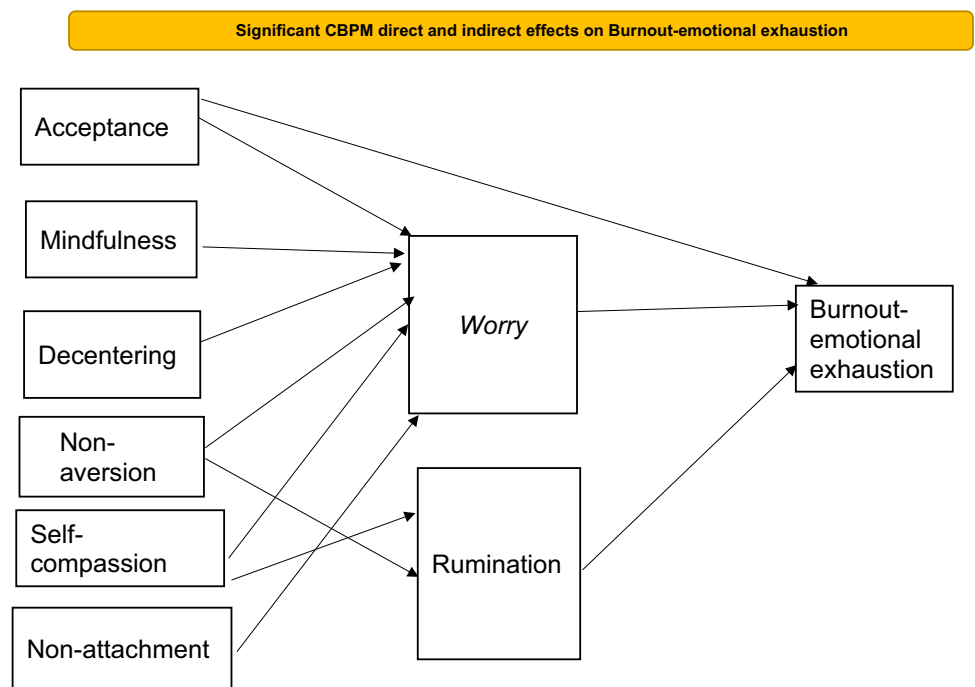 Significant CBPM direct and indirect effects on Burnout-emotional exhaustion
Acceptance
Mindfulness
Decentering
Non-
aversion
Self-
compassion
Non-attachment
Worry
Rumination
Burnout-
emotional
exhaustion